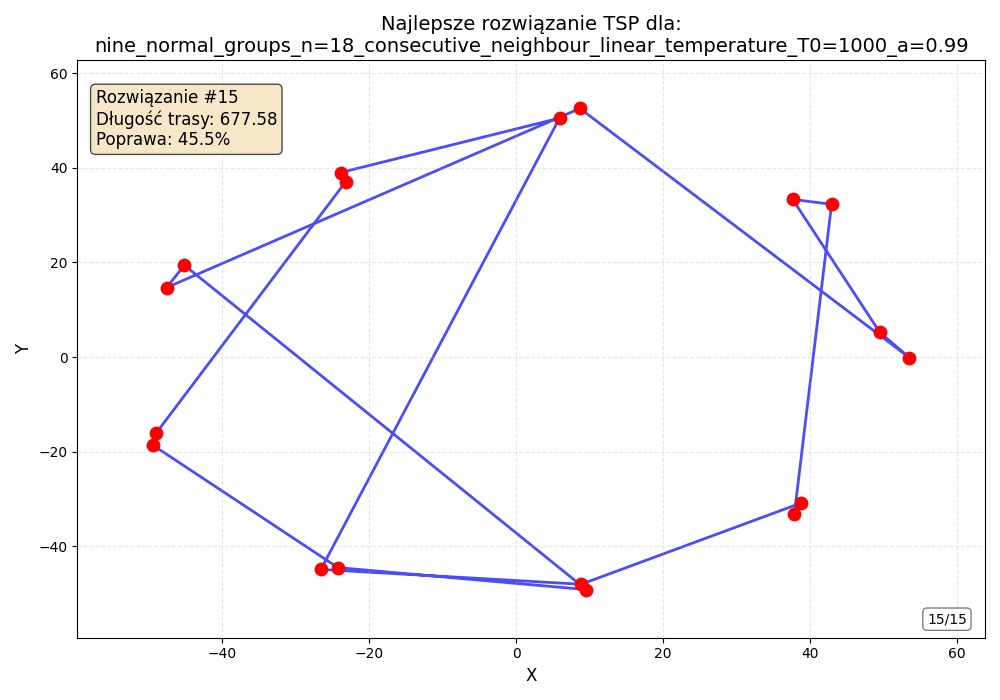 Najlepsze rozwiązanie TSP dla:
nine_normal_groups_n=18_consecutive_neighbour_linear_temperature_T0=1000_a=0.99
Rozwiązanie #15
Długość trasy: 677.58
Poprawa: 45.5%
60
40
20
0
−20
−40
Y
15/15
−40
−20
0
20
40
60
X